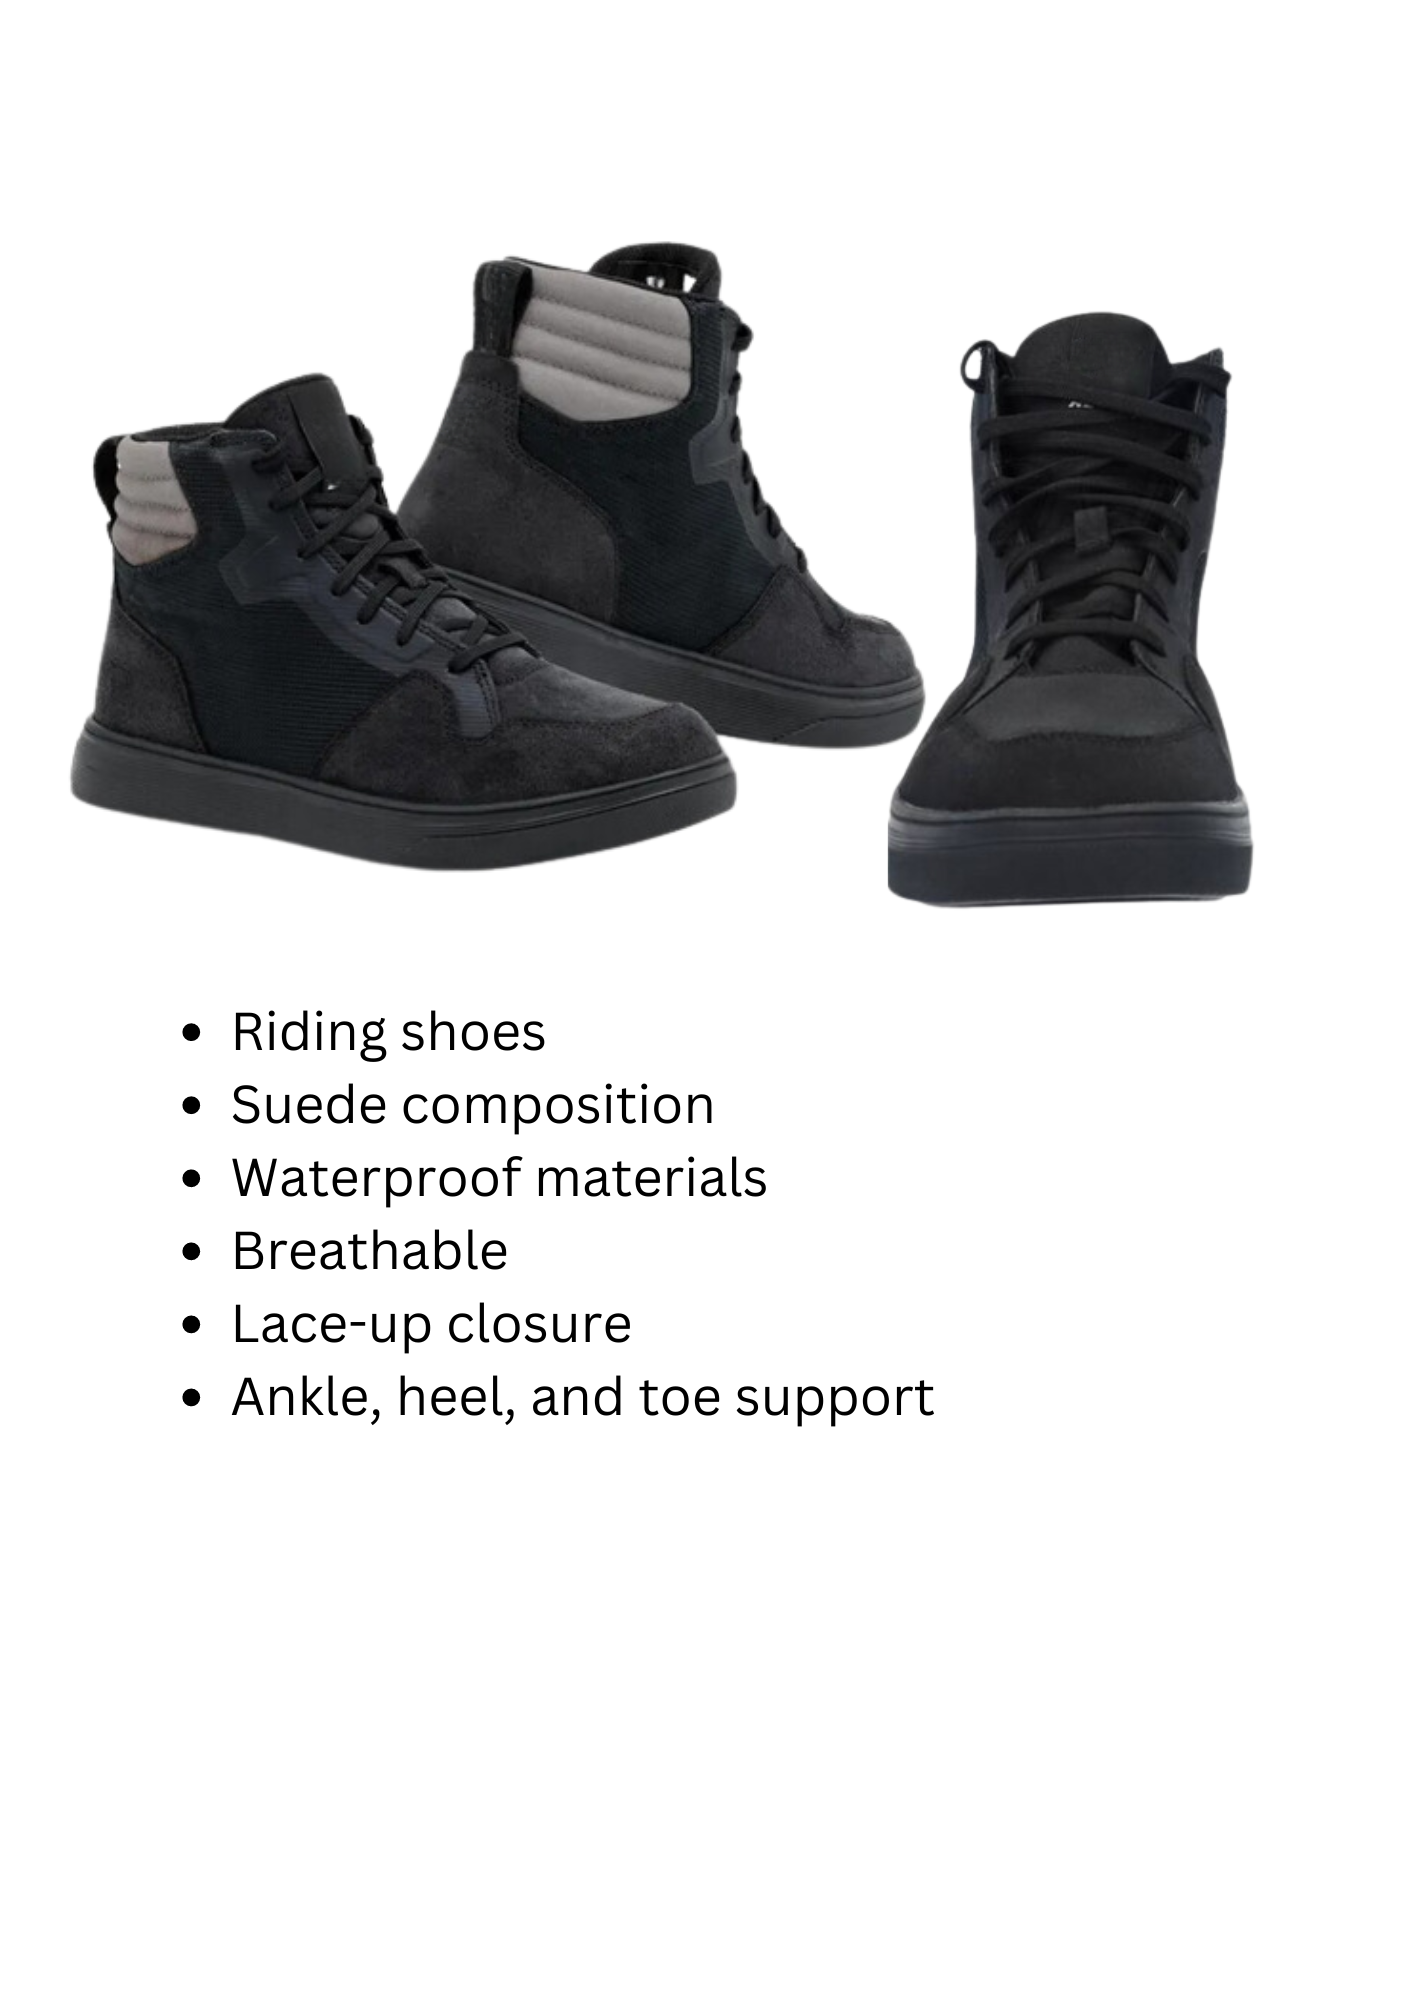 Riding shoes
Suede composition
Waterproof materials
Breathable
Lace-up closure
Ankle, heel, and toe support